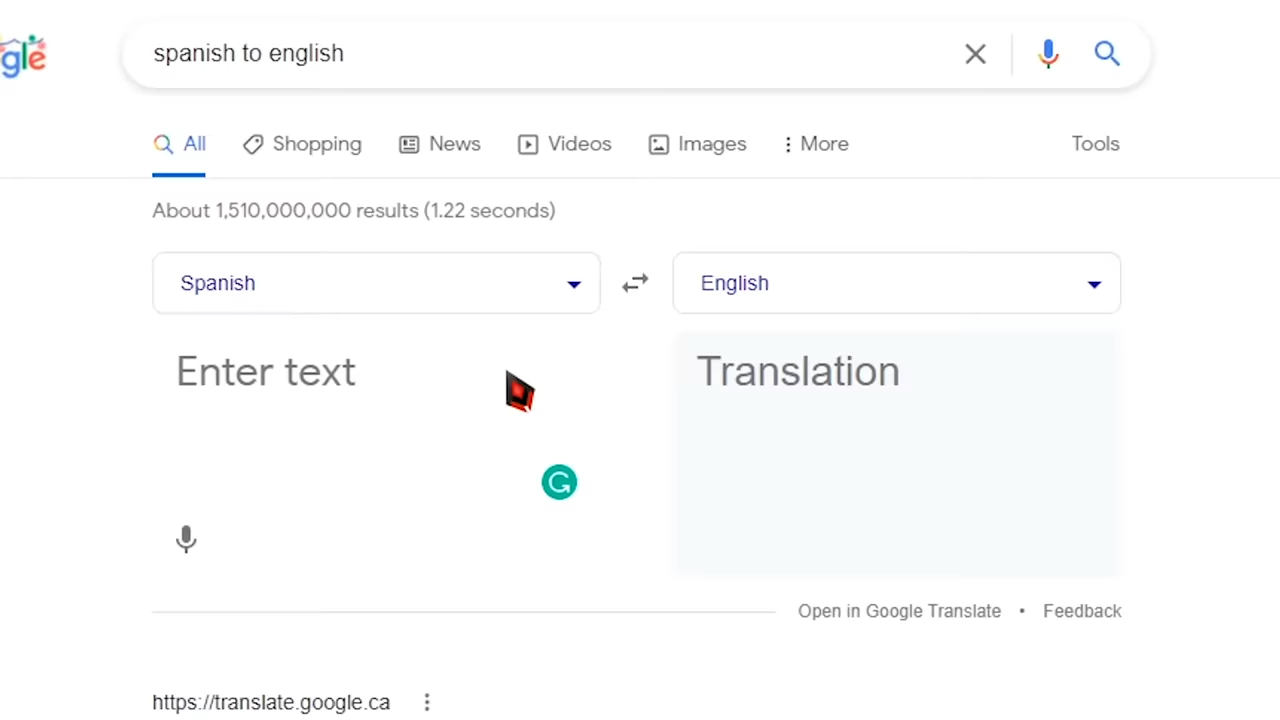 gle
spanish to english
All Shopping News Videos Images More Tools
About 1,510,000,000 results (1.22 seconds)
Spanish English
Enter text Translation
Open in Google Translate • Feedback
https://translate.google.ca